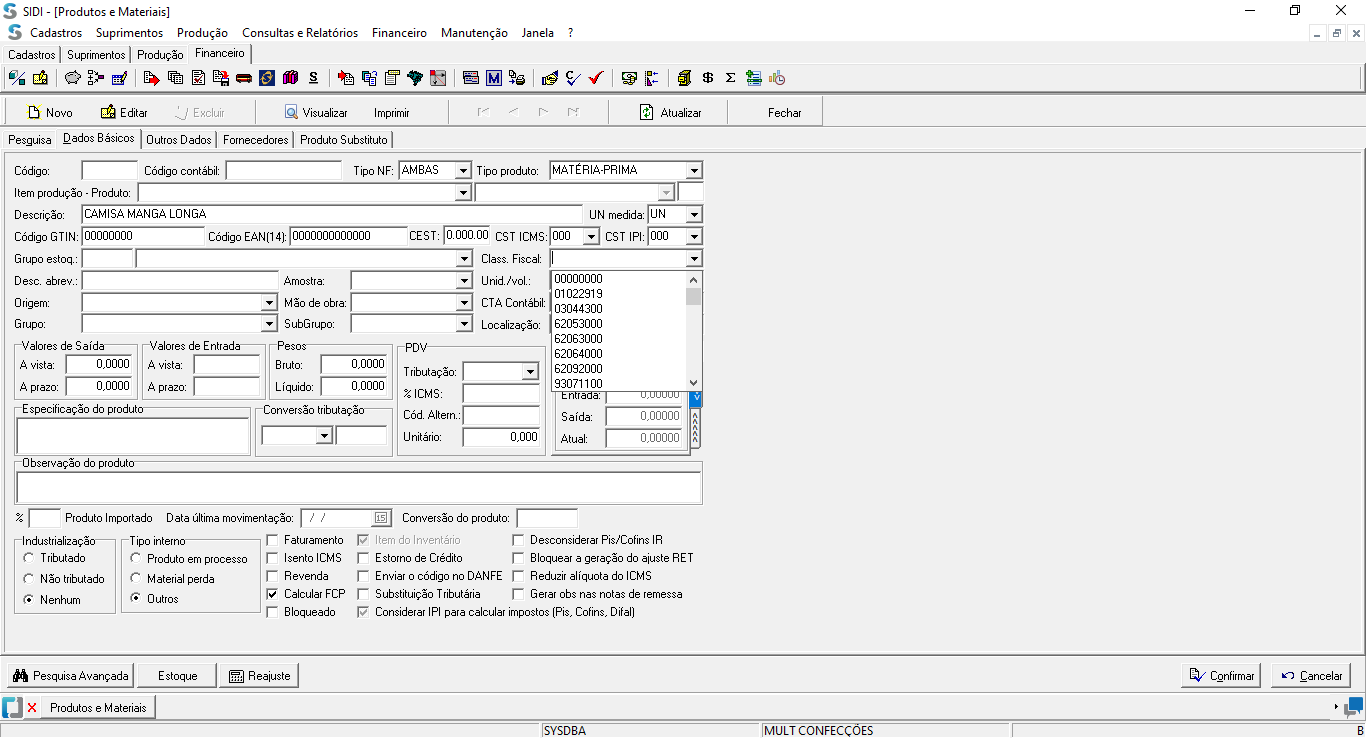 SIDI - [Produtos e Materiais]
Cadastros Suprimentos Produção Consultas e Relatórios Financeiro Manutenção Janela ?
Cadastros Suprimentos Produção Financeiro
Novo Editar Excluir Visualizar Imprimir Atualizar Fechar
Pesquisa Dados Básicos Outros Dados Fornecedores Produto Substituto
Código: Código contábil: Tipo NF: AMBAS Tipo produto: MATÉRIA-PRIMA
Item produção - Produto:
Descrição: CAMISA MANGA LONGA UN medida: UN
Código GTIN: 00000000 Código EAN(14): 0000000000000 CEST: 0.000.00 CST ICMS: 000 CST IPI: 000
Grupo estoq.: Class. Fiscal:
Desc. abrev.: Amostra: Unid./vol.: 00000000
01022919
Origem: Mão de obra: CTA Contábil: 03044300
Grupo: SubGrupo: Localização: 62053000
62063000
62064000
62092000
93071100
Valores de Saída Valores de Entrada Pesos PDV
A vista: 0,0000 A vista: Bruto: 0,0000 Tributação:
A prazo: 0,0000 A prazo: Líquido: 0,0000 % ICMS: Entrada: 0,00000
Especificação do produto Conversão tributação Cód. Altern.: Saída: 0,00000
Unitário: 0,000 Atual: 0,00000
Observação do produto
% Produto Importado Data última movimentação: / / 15 Conversão do produto:
Industrialização Tipo interno Faturamento Item do Inventário Desconsiderar Pis/Cofins IR
Tributado Produto em processo Isento ICMS Estorno de Crédito Bloquear a geração do ajuste RET
Não tributado Material perda Revenda Enviar o código no DANFE Reduzir alíquota do ICMS
Nenhum Outros Calcular FCP Substituição Tributária Gerar obs nas notas de remessa
Bloqueado Considerar IPI para calcular impostos (Pis, Cofins, Difal)
Pesquisa Avançada Estoque Reajuste Confirmar Cancelar
Produtos e Materiais
SYSDBA MULT CONFECÇÕES B